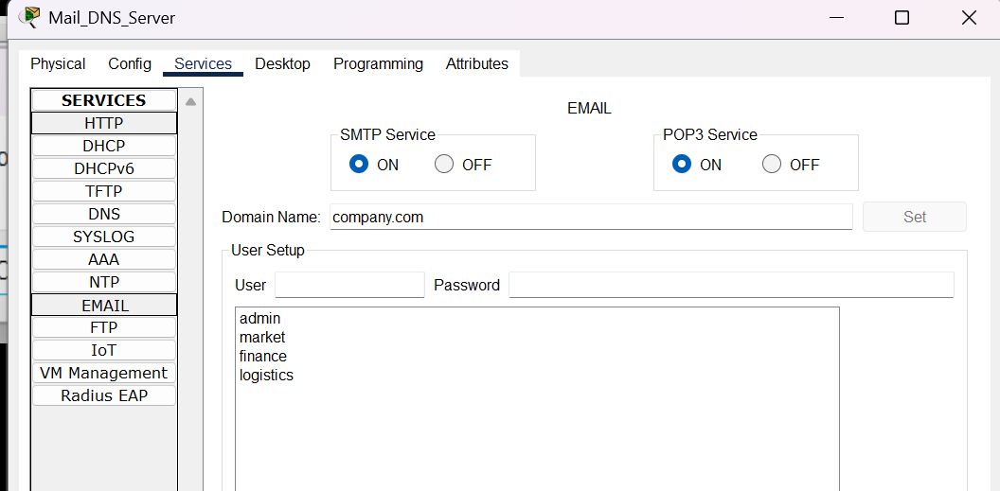 Mail_DNS_Server
Physical Config Services Desktop Programming Attributes
SERVICES
HTTP
DHCP
DHCPv6
TFTP
DNS
SYSLOG
AAA
NTP
EMAIL
FTP
IoT
VM Management
Radius EAP
EMAIL
SMTP Service
ON OFF
POP3 Service
ON OFF
Domain Name: company.com Set
User Setup
User Password
admin
market
finance
logistics